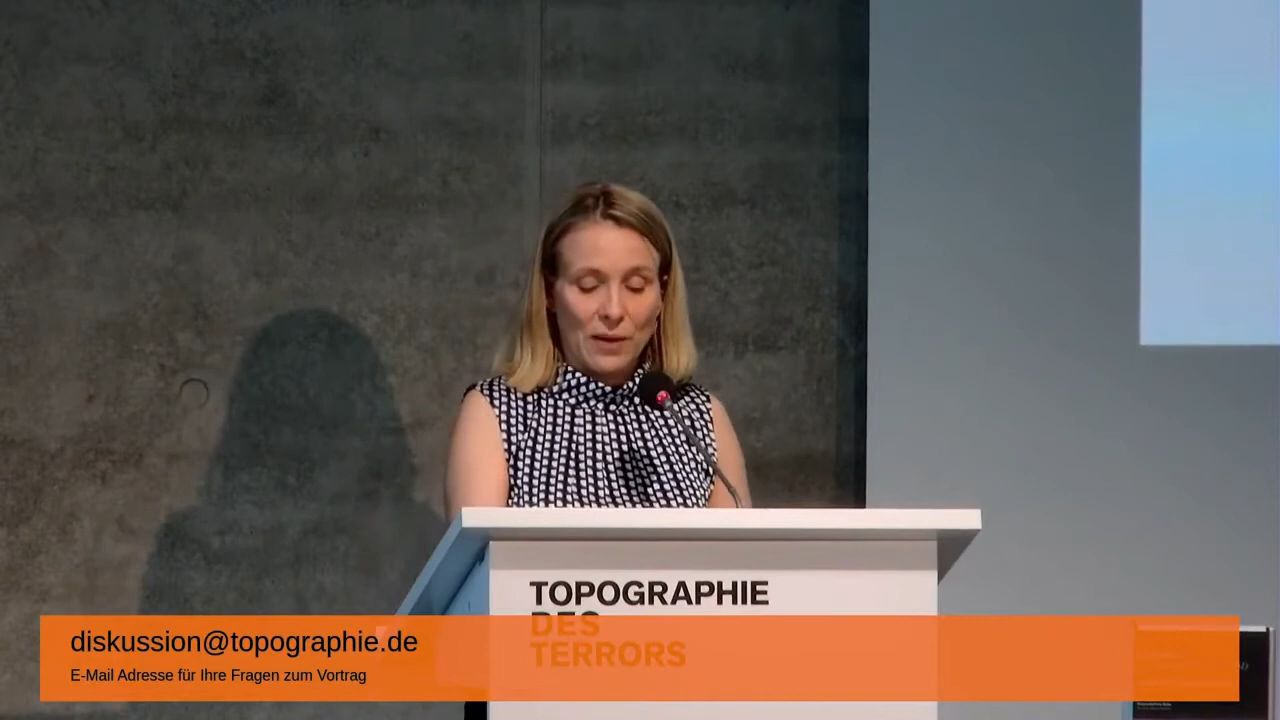 TOPOGRAPHIE
DES
TERRORS
diskussion@topographie.de
E-Mail Adresse für Ihre Fragen zum Vortrag